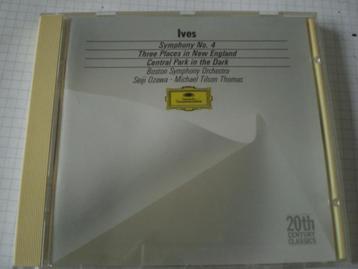 Ives
Symphony No. 4
Three Places in New England
Central Park in the Dark
Boston Symphony Orchestra
Seiji Ozawa · Michael Tilson Thomas
20th
CENTURY
CLASSICS